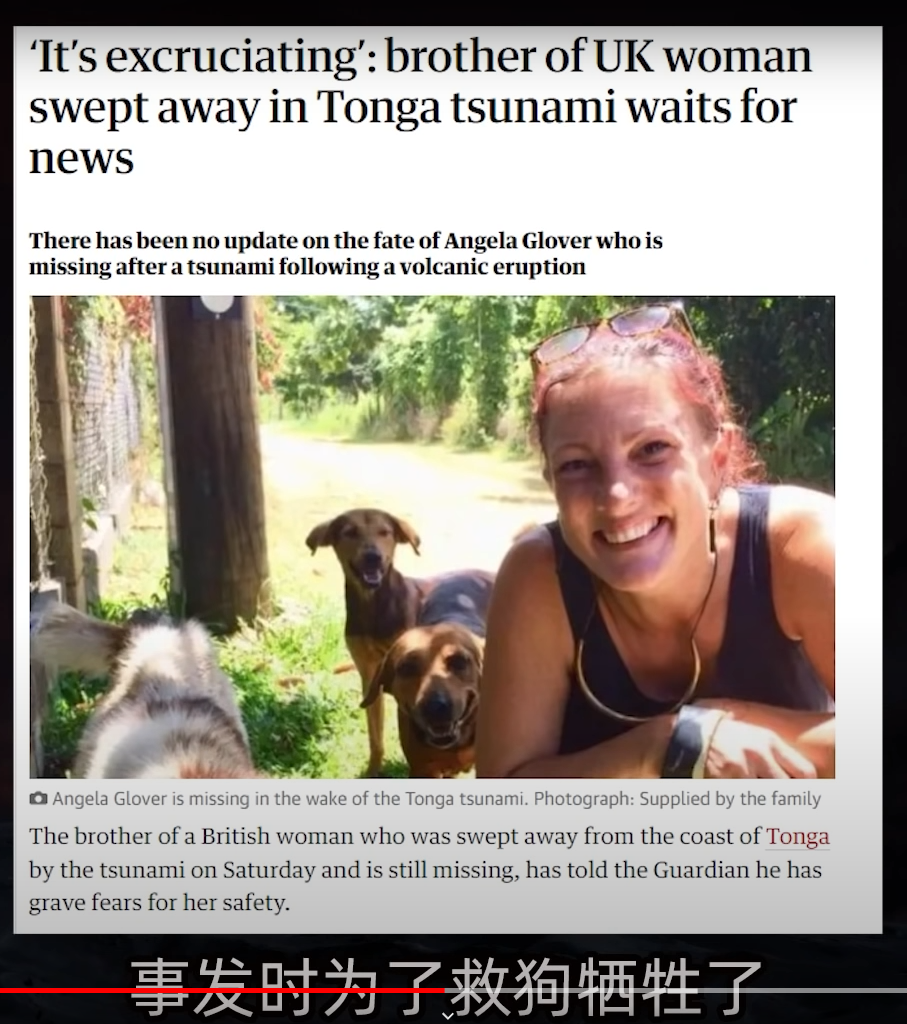 ‘It’s excruciating’: brother of UK woman
swept away in Tonga tsunami waits for
news
There has been no update on the fate of Angela Glover who is
missing after a tsunami following a volcanic eruption
Angela Glover is missing in the wake of the Tonga tsunami. Photograph: Supplied by the family
The brother of a British woman who was swept away from the coast of Tonga
by the tsunami on Saturday and is still missing, has told the Guardian he has
grave fears for her safety.
事发时为了救狗牺牲了